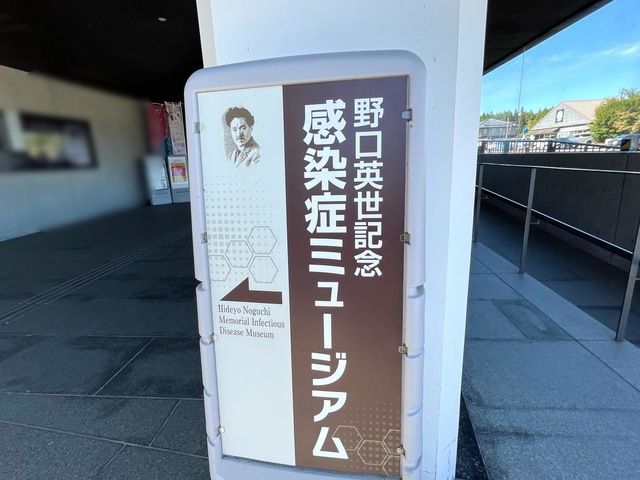 野口英世記念
感染症ミュージアム
Hideyo Noguchi
Memorial Infectious
Disease Museum